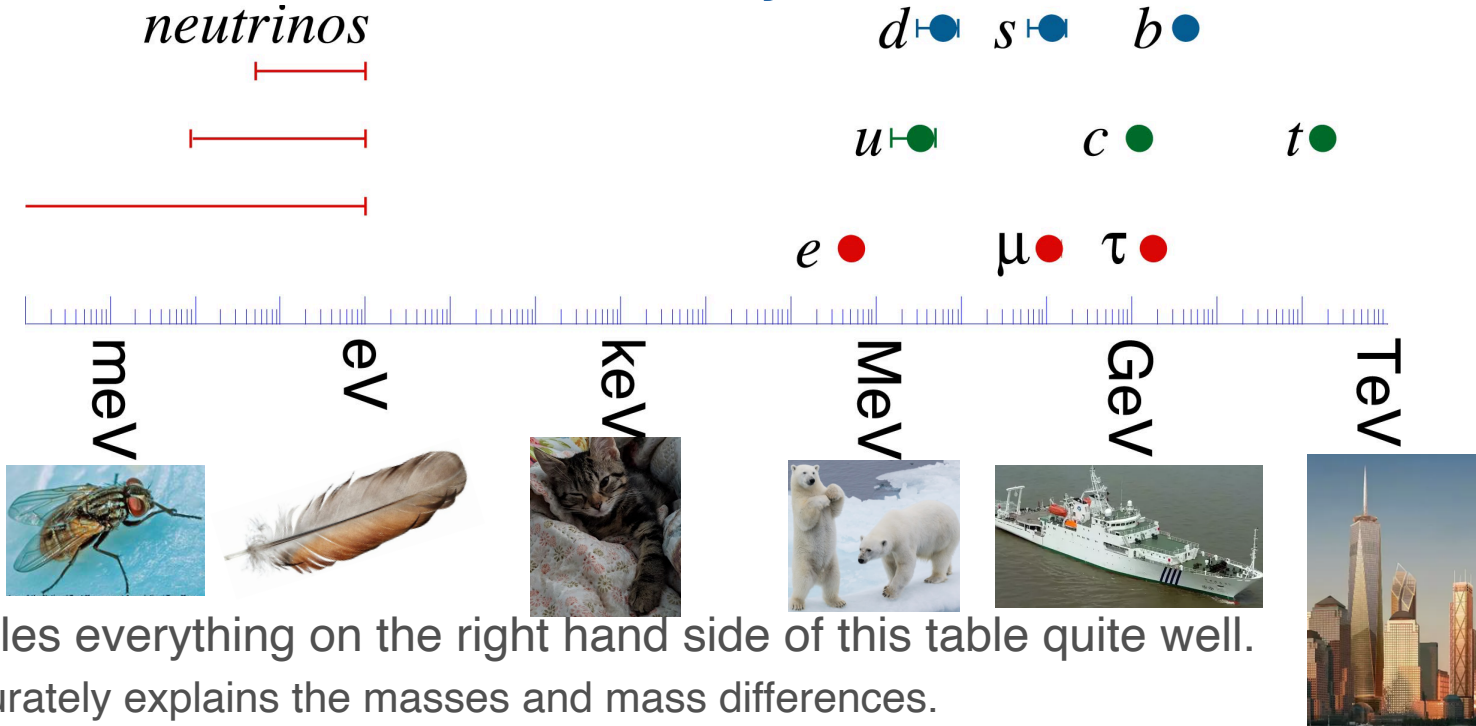 neutrinos
d s b
u c t
e μ τ
meV eV keV MeV GeV TeV
les everything on the right hand side of this table quite well.
urately explains the masses and mass differences.